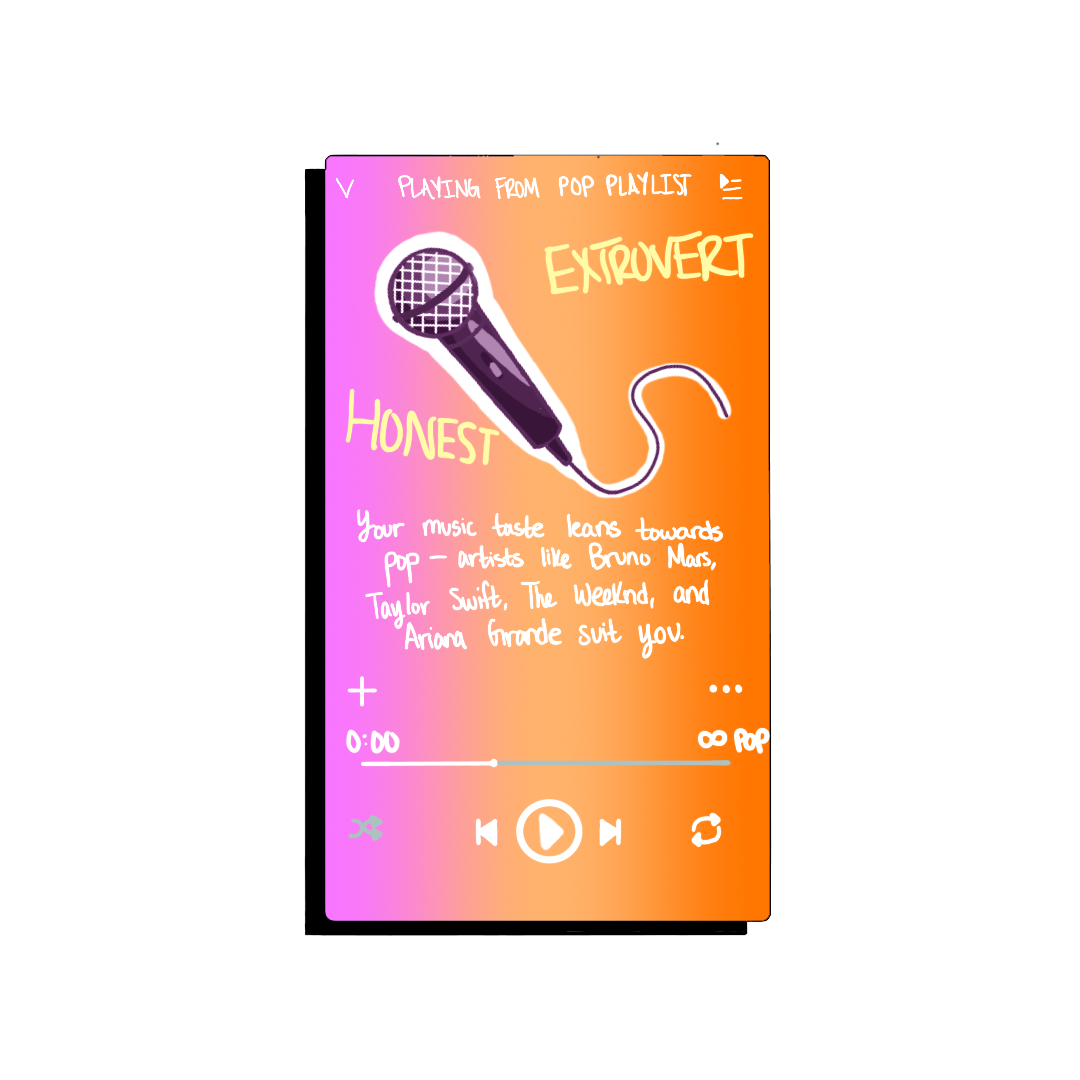 PLAYING FROM POP PLAYLIST
EXTROVERT
HONEST
Your music taste leans towards
pop — artists like Bruno Mars,
Taylor Swift, The Weeknd, and
Ariana Grande suit you.
0:00
∞ POP